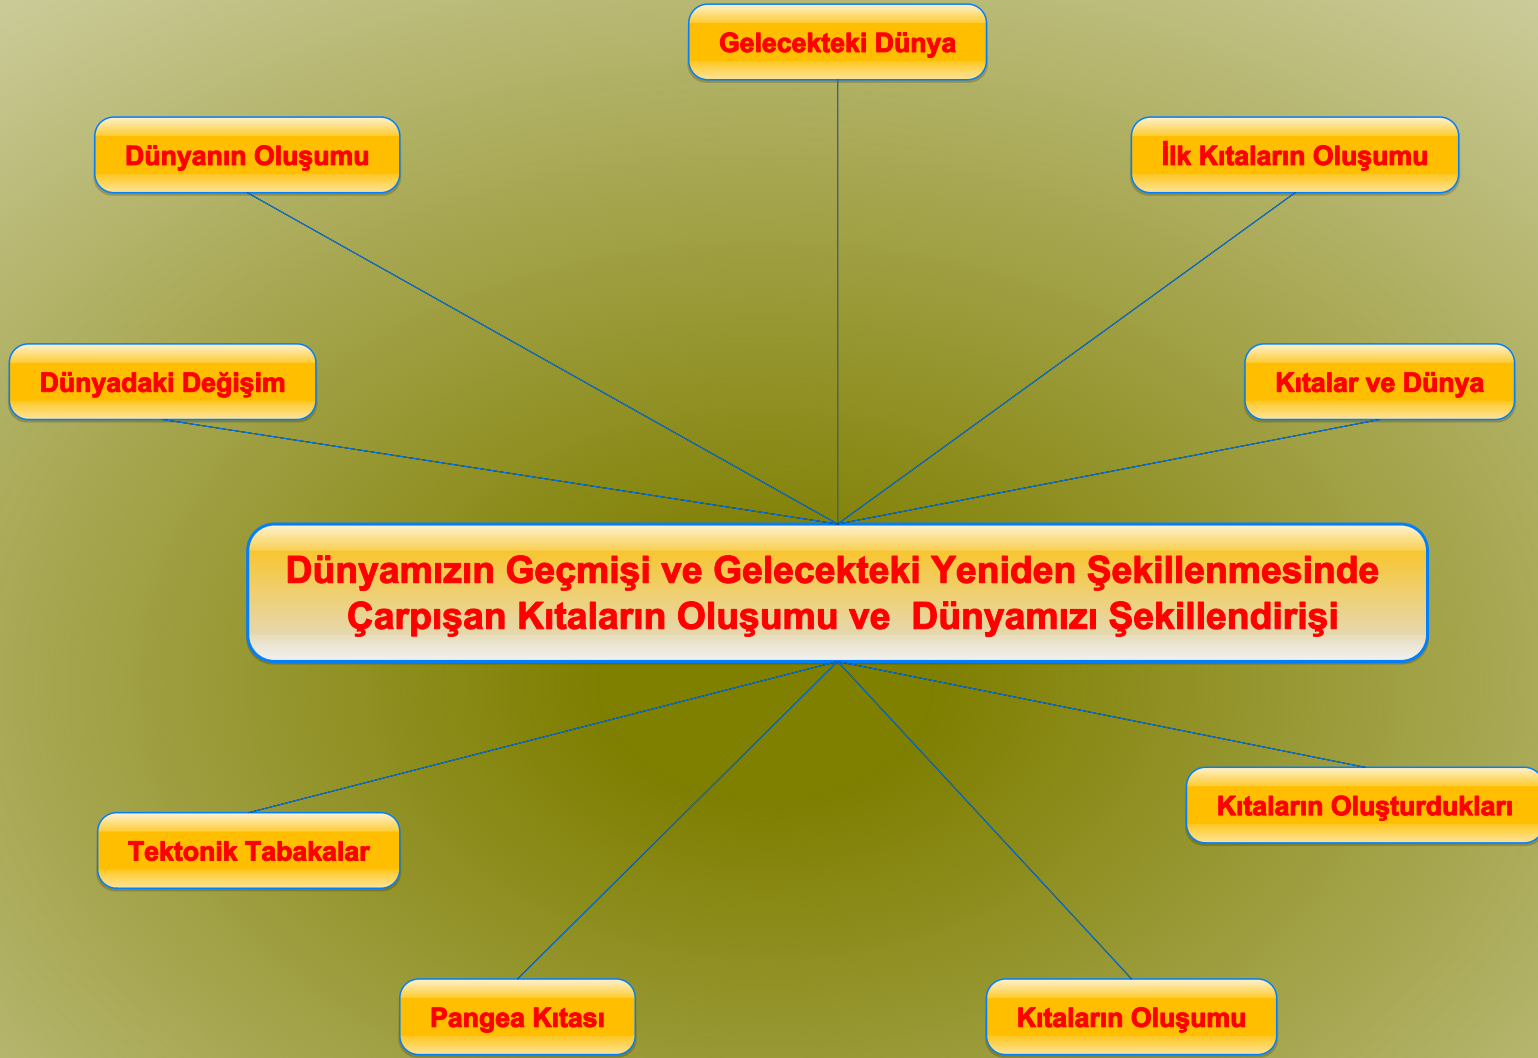 Gelecekteki Dünya
Dünyanın Oluşumu
İlk Kıtaların Oluşumu
Dünyadaki Değişim
Kıtalar ve Dünya
Dünyamızın Geçmişi ve Gelecekteki Yeniden Şekillenmesinde
Çarpışan Kıtaların Oluşumu ve  Dünyamızı Şekillendirişi
Kıtaların Oluşturdukları
Tektonik Tabakalar
Pangea Kıtası
Kıtaların Oluşumu